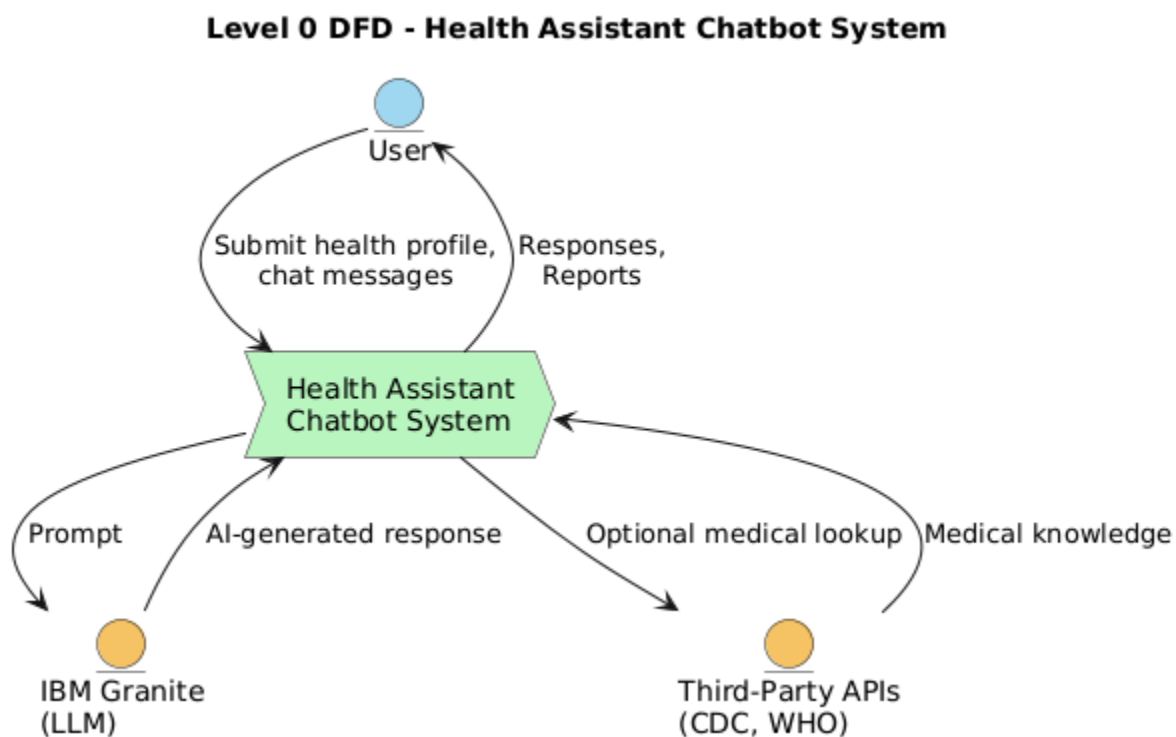 Level 0 DFD - Health Assistant Chatbot System
User
Submit health profile,
chat messages
Responses,
Reports
Health Assistant
Chatbot System
Prompt
AI-generated response
Optional medical lookup
Medical knowledge
IBM Granite
(LLM)
Third-Party APIs
(CDC, WHO)